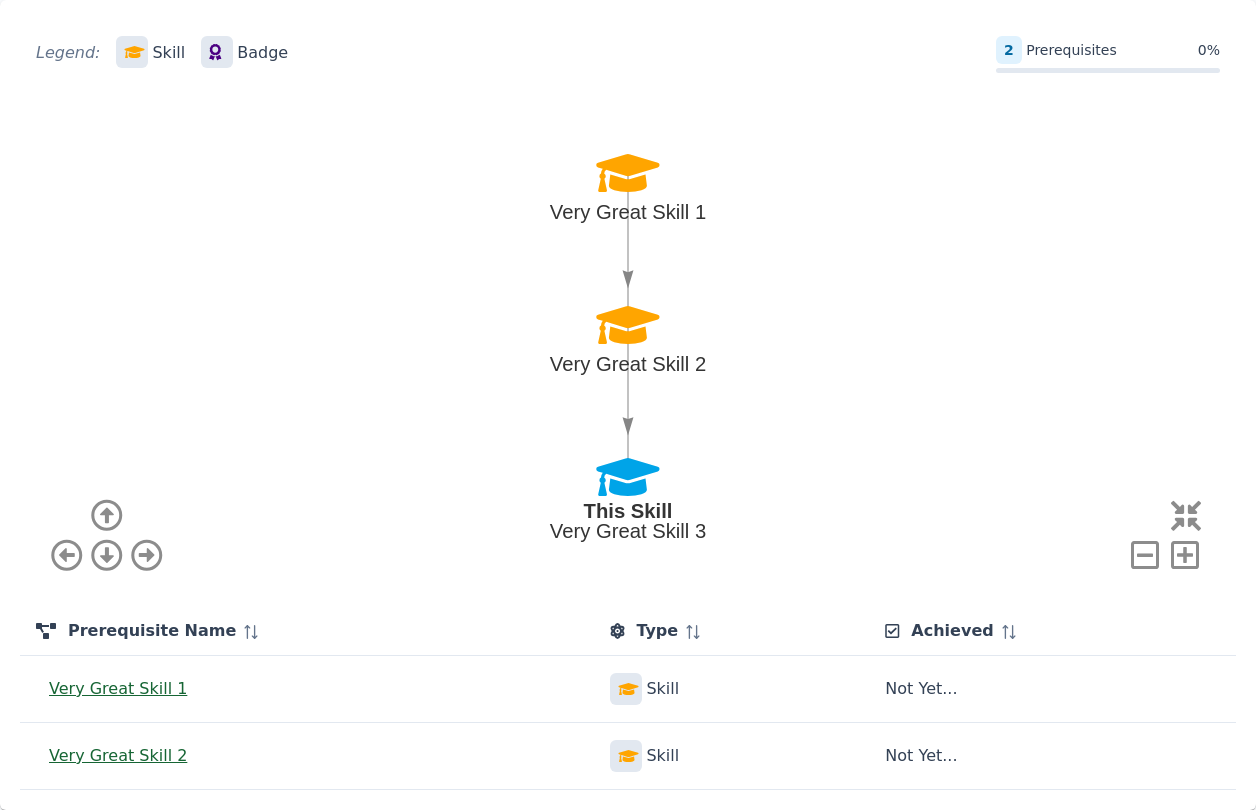 Legend: Skill Badge
2 Prerequisites 0%
Very Great Skill 1
Very Great Skill 2
This Skill
Very Great Skill 3
Prerequisite Name Type Achieved
Very Great Skill 1 Skill Not Yet...
Very Great Skill 2 Skill Not Yet...